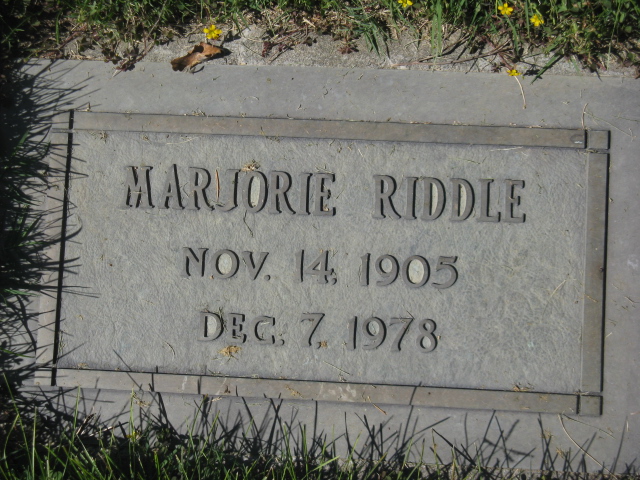 MARJORIE RIDDLE
NOV. 14, 1905
DEC. 7, 1978